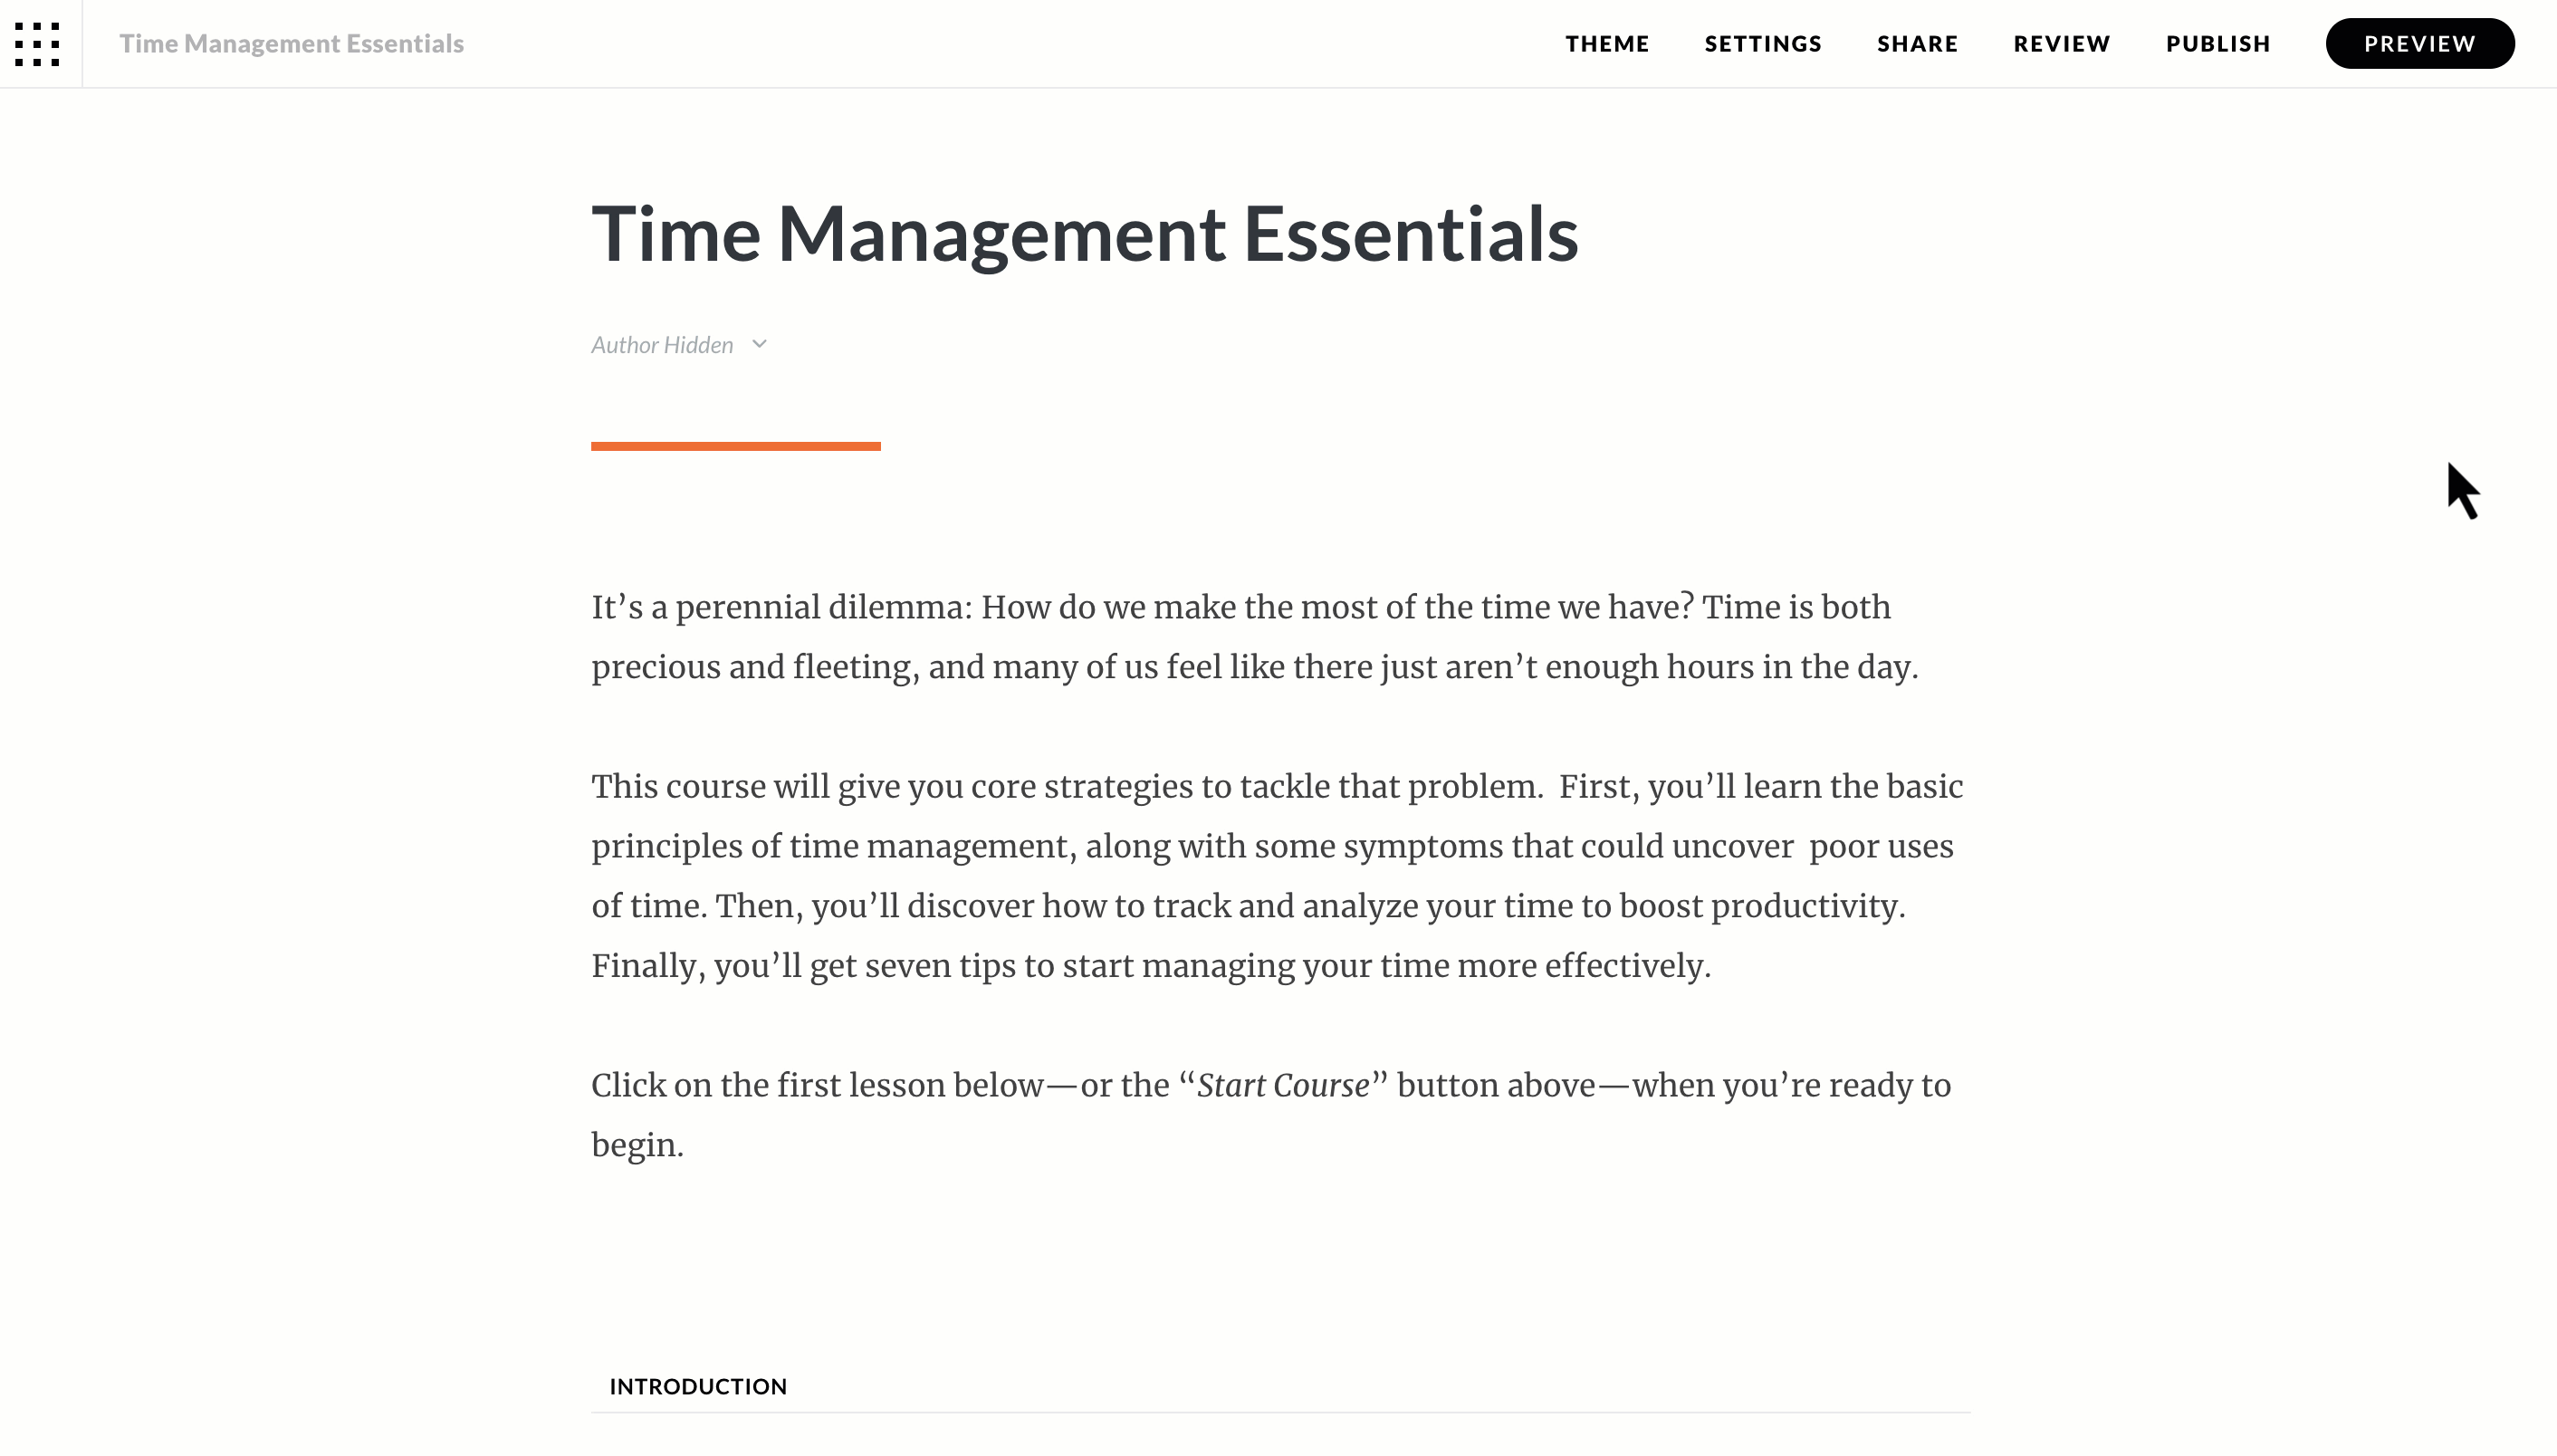 Time Management Essentials
THEME SETTINGS SHARE REVIEW PUBLISH PREVIEW
Time Management Essentials
Author Hidden
It’s a perennial dilemma: How do we make the most of the time we have? Time is both
precious and fleeting, and many of us feel like there just aren’t enough hours in the day.
This course will give you core strategies to tackle that problem.  First, you’ll learn the basic
principles of time management, along with some symptoms that could uncover  poor uses
of time. Then, you’ll discover how to track and analyze your time to boost productivity.
Finally, you’ll get seven tips to start managing your time more effectively.
Click on the first lesson below—or the “Start Course” button above—when you’re ready to
begin.
INTRODUCTION